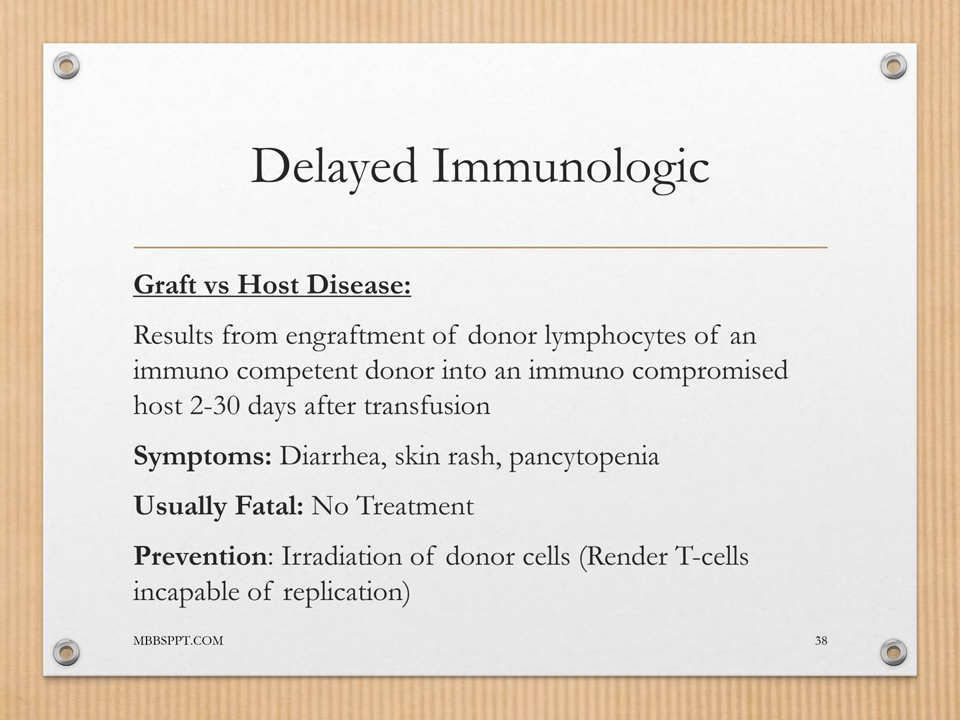 Delayed Immunologic
Graft vs Host Disease:
Results from engraftment of donor lymphocytes of an
immuno competent donor into an immuno compromised
host 2-30 days after transfusion
Symptoms: Diarrhea, skin rash, pancytopenia
Usually Fatal: No Treatment
Prevention: Irradiation of donor cells (Render T-cells
incapable of replication)
MBBSPPT.COM
38